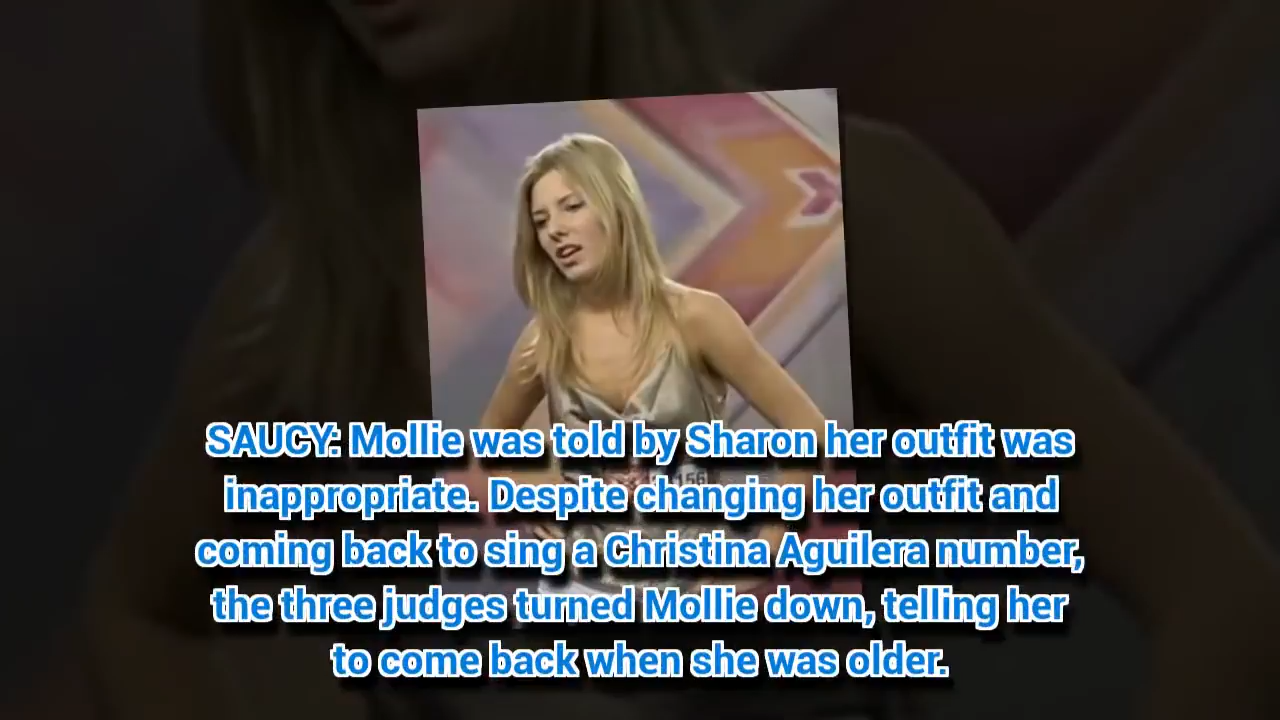 SAUCY: Mollie was told by Sharon her outfit was
inappropriate. Despite changing her outfit and
coming back to sing a Christina Aguilera number,
the three judges turned Mollie down, telling her
to come back when she was older.